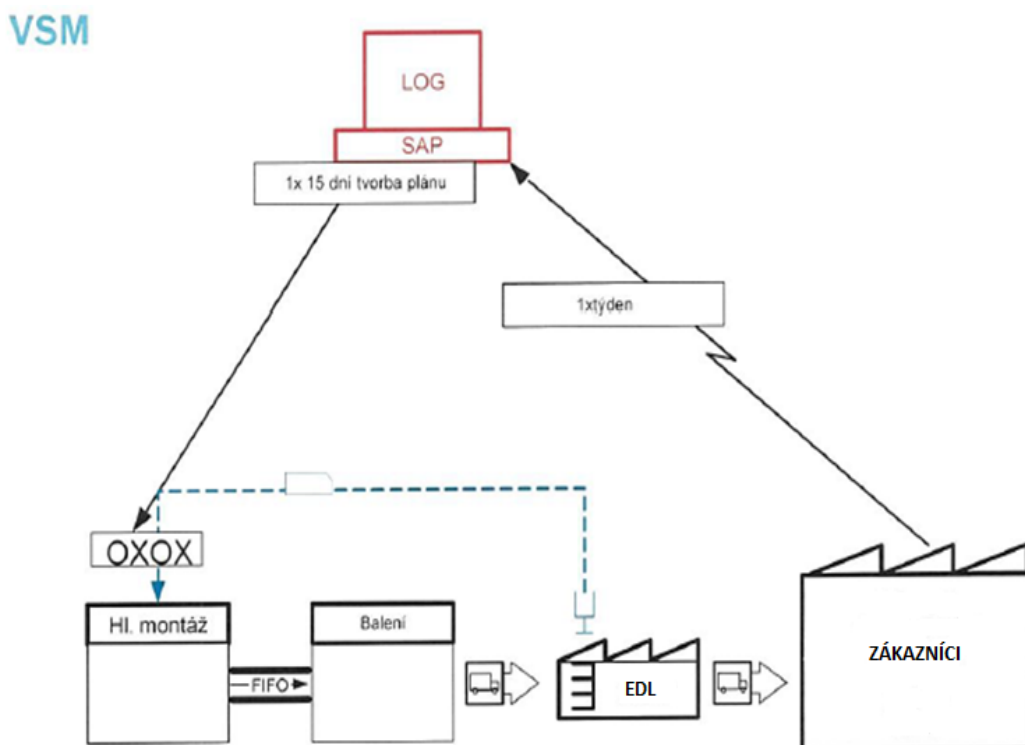 VSM
LOG
SAP
1x 15 dní tvorba plánu
1xtýden
OXOX
Hl. montáž
Balení
FIFO
EDL
ZÁKAZNÍCI